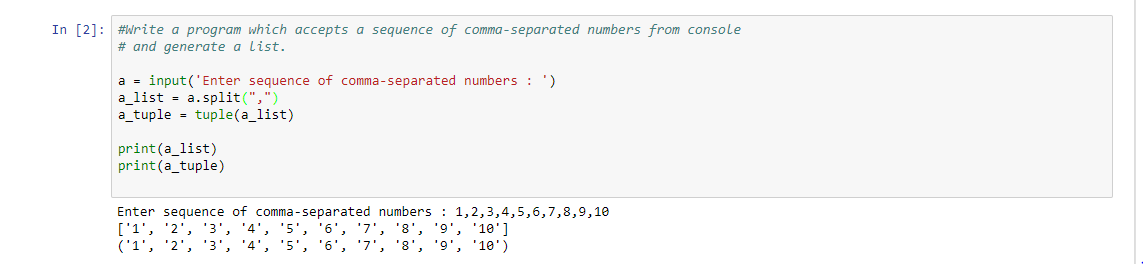 In [2]: #Write a program which accepts a sequence of comma-separated numbers from console
# and generate a list.
a = input('Enter sequence of comma-separated numbers : ')
a_list = a.split(",")
a_tuple = tuple(a_list)
print(a_list)
print(a_tuple)
Enter sequence of comma-separated numbers : 1,2,3,4,5,6,7,8,9,10
['1', '2', '3', '4', '5', '6', '7', '8', '9', '10']
('1', '2', '3', '4', '5', '6', '7', '8', '9', '10')